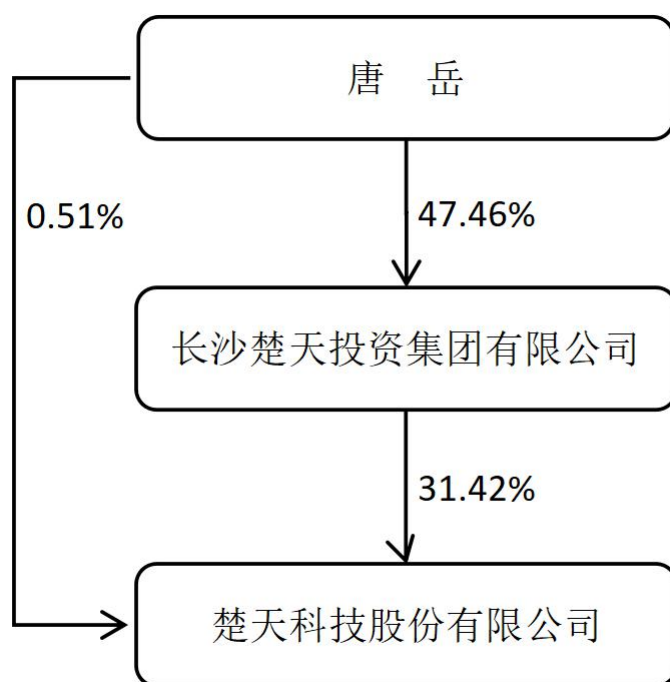 唐 岳
0.51%
47.46%
长沙楚天投资集团有限公司
31.42%
楚天科技股份有限公司